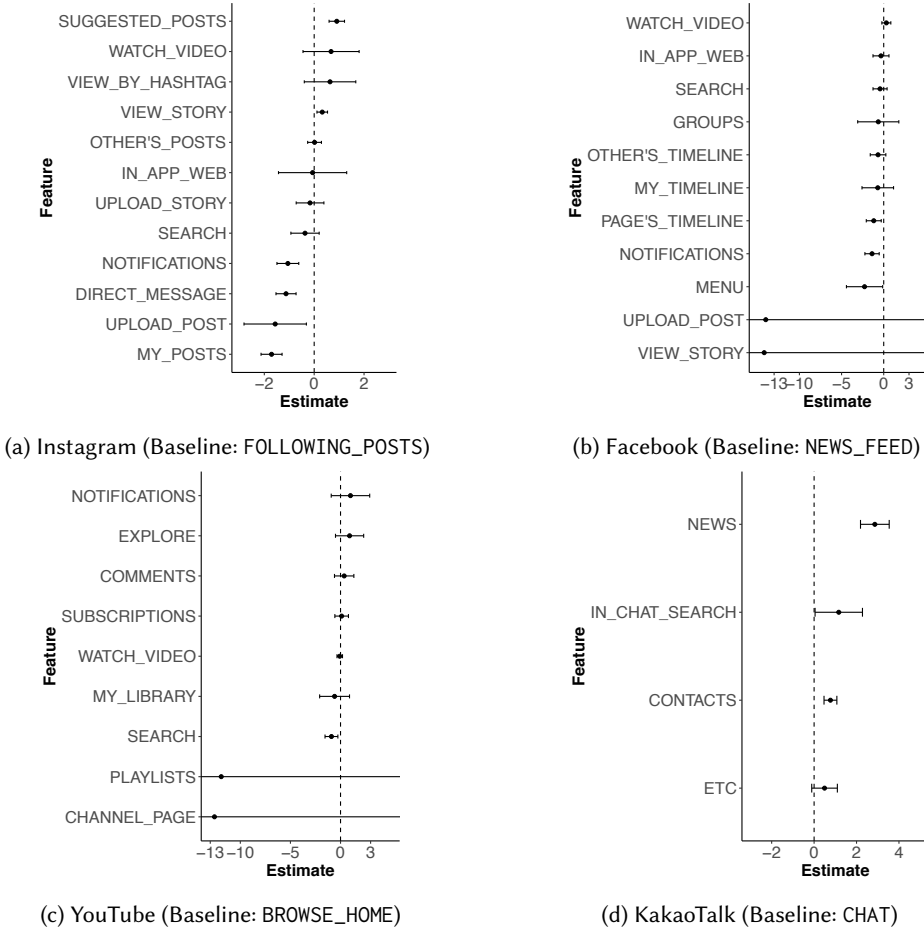 SUGGESTED_POSTS
WATCH_VIDEO
VIEW_BY_HASHTAG
VIEW_STORY
OTHER'S_POSTS
IN_APP_WEB
UPLOAD_STORY
SEARCH
NOTIFICATIONS
DIRECT_MESSAGE
UPLOAD_POST
MY_POSTS
Feature
−2 0 2
Estimate
(a) Instagram (Baseline: FOLLOWING_POSTS)
WATCH_VIDEO
IN_APP_WEB
SEARCH
GROUPS
OTHER'S_TIMELINE
MY_TIMELINE
PAGE'S_TIMELINE
NOTIFICATIONS
MENU
UPLOAD_POST
VIEW_STORY
Feature
−13 −10 −5 0 3
Estimate
(b) Facebook (Baseline: NEWS_FEED)
NOTIFICATIONS
EXPLORE
COMMENTS
SUBSCRIPTIONS
WATCH_VIDEO
MY_LIBRARY
SEARCH
PLAYLISTS
CHANNEL_PAGE
Feature
−13 −10 −5 0 3
Estimate
(c) YouTube (Baseline: BROWSE_HOME)
NEWS
IN_CHAT_SEARCH
CONTACTS
ETC
Feature
−2 0 2 4
Estimate
(d) KakaoTalk (Baseline: CHAT)